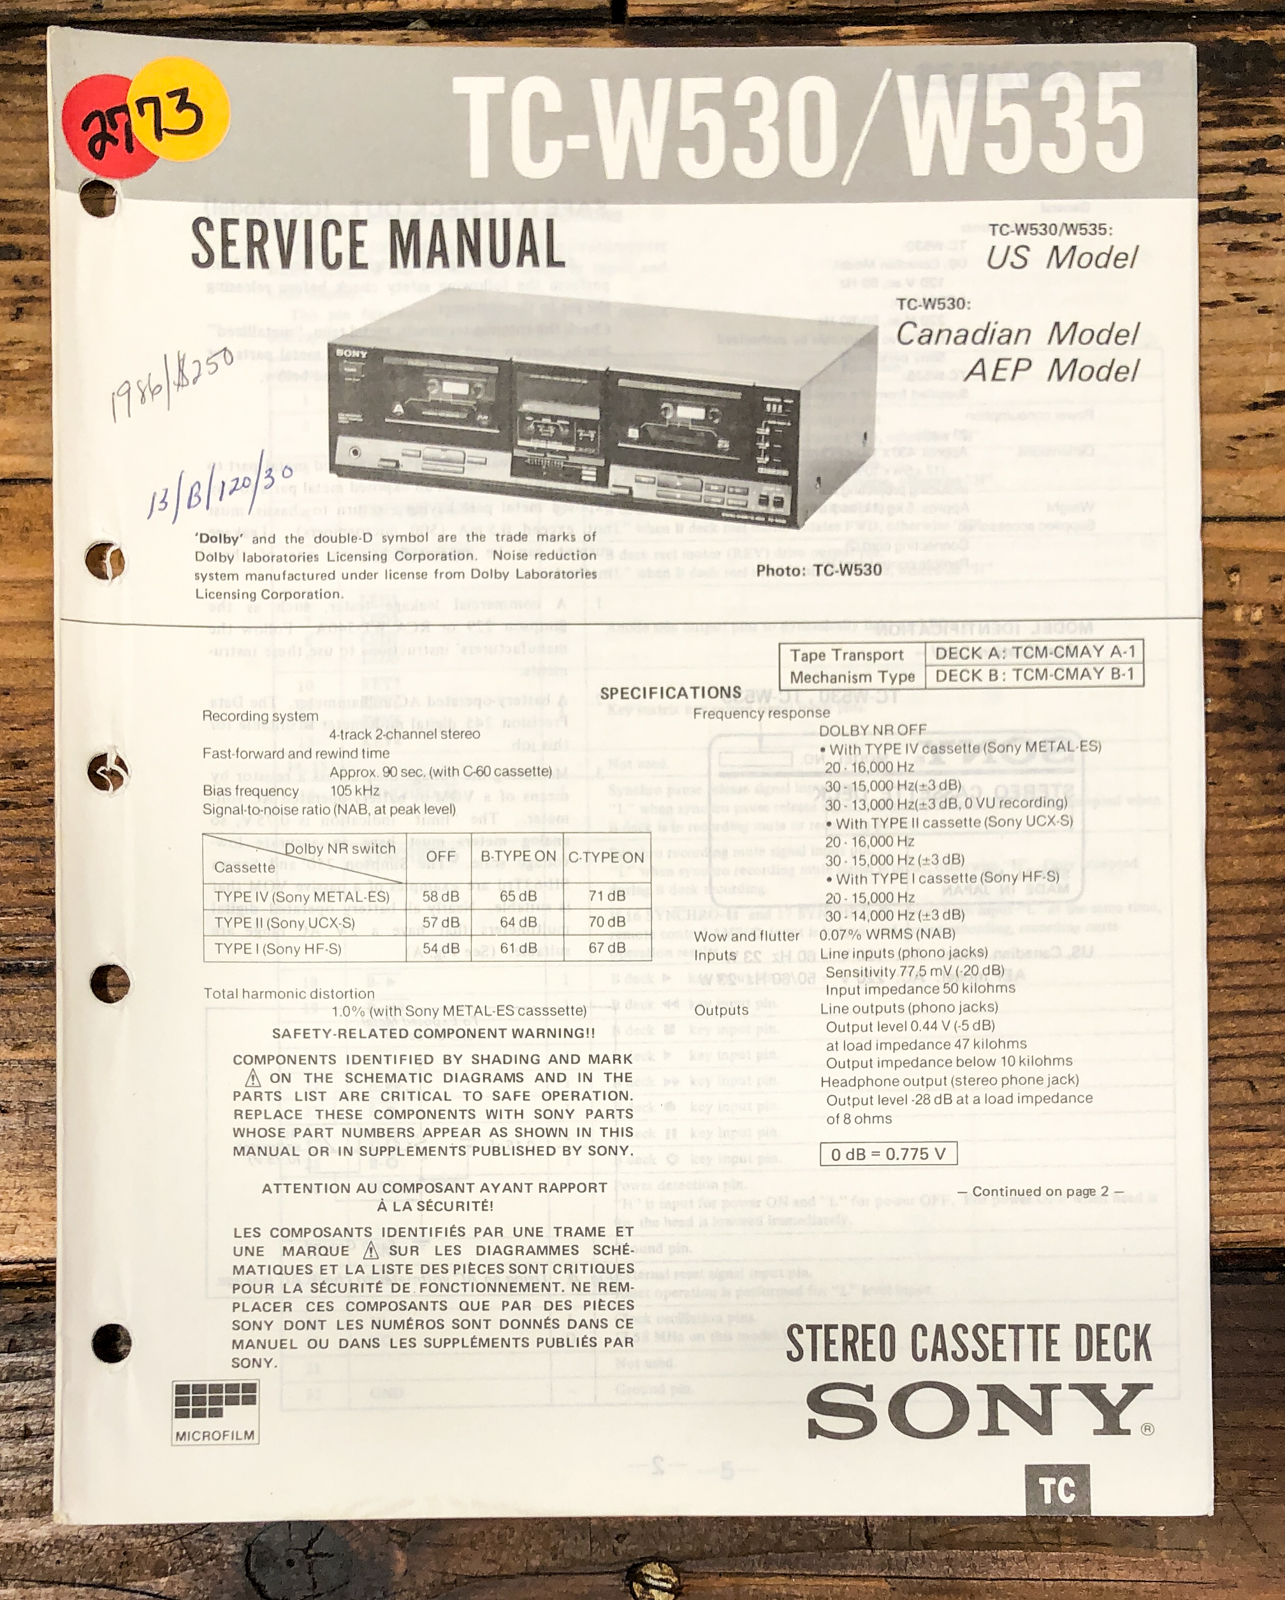 2773
TC-W530/W535
SERVICE MANUAL
TC-W530/W535:
US Model
TC-W530:
Canadian Model
AEP Model
1986/$250
13/B/120/30
SONY
A
'Dolby' and the double-D symbol are the trade marks of
Dolby laboratories Licensing Corporation. Noise reduction
system manufactured under license from Dolby Laboratories
Licensing Corporation.
Photo: TC-W530
Tape Transport Mechanism Type
DECK A: TCM-CMAY A-1
DECK B: TCM-CMAY B-1
SPECIFICATIONS
Recording system
4-track 2-channel stereo
Fast-forward and rewind time
Approx. 90 sec. (with C-60 cassette)
Bias frequency 105 kHz
Signal-to-noise ratio (NAB, at peak level)
Dolby NR switch
Cassette
OFF B-TYPE ON C-TYPE ON
TYPE IV (Sony METAL-ES) 58 dB 65 dB 71 dB
TYPE II (Sony UCX-S) 57 dB 64 dB 70 dB
TYPE I (Sony HF-S) 54 dB 61 dB 67 dB
Total harmonic distortion
1.0% (with Sony METAL-ES casssette)
SAFETY-RELATED COMPONENT WARNING!!
COMPONENTS IDENTIFIED BY SHADING AND MARK
⚠ ON THE SCHEMATIC DIAGRAMS AND IN THE
PARTS LIST ARE CRITICAL TO SAFE OPERATION.
REPLACE THESE COMPONENTS WITH SONY PARTS
WHOSE PART NUMBERS APPEAR AS SHOWN IN THIS
MANUAL OR IN SUPPLEMENTS PUBLISHED BY SONY.
ATTENTION AU COMPOSANT AYANT RAPPORT
À LA SÉCURITÉ!
LES COMPOSANTS IDENTIFIÉS PAR UNE TRAME ET
UNE MARQUE ⚠ SUR LES DIAGRAMMES SCHÉ-
MATIQUES ET LA LISTE DES PIÈCES SONT CRITIQUES
POUR LA SÉCURITÉ DE FONCTIONNEMENT. NE REM-
PLACER CES COMPOSANTS QUE PAR DES PIÈCES
SONY DONT LES NUMÉROS SONT DONNÉS DANS CE
MANUEL OU DANS LES SUPPLÉMENTS PUBLIÉS PAR
SONY.
Frequency response
DOLBY NR OFF
• With TYPE IV cassette (Sony METAL-ES)
20 - 16,000 Hz
30 - 15,000 Hz (±3 dB)
30 - 13,000 Hz (±3 dB, 0 VU recording)
• With TYPE II cassette (Sony UCX-S)
20 - 16,000 Hz
30 - 15,000 Hz (±3 dB)
• With TYPE I cassette (Sony HF-S)
20 - 15,000 Hz
30 - 14,000 Hz (±3 dB)
Wow and flutter 0.07% WRMS (NAB)
Inputs Line inputs (phono jacks)
Sensitivity 77.5 mV (-20 dB)
Input impedance 50 kilohms
Outputs Line outputs (phono jacks)
Output level 0.44 V (-5 dB)
at load impedance 47 kilohms
Output impedance below 10 kilohms
Headphone output (stereo phone jack)
Output level -28 dB at a load impedance
of 8 ohms
0 dB = 0.775 V
— Continued on page 2 —
STEREO CASSETTE DECK
SONY®
MICROFILM
TC